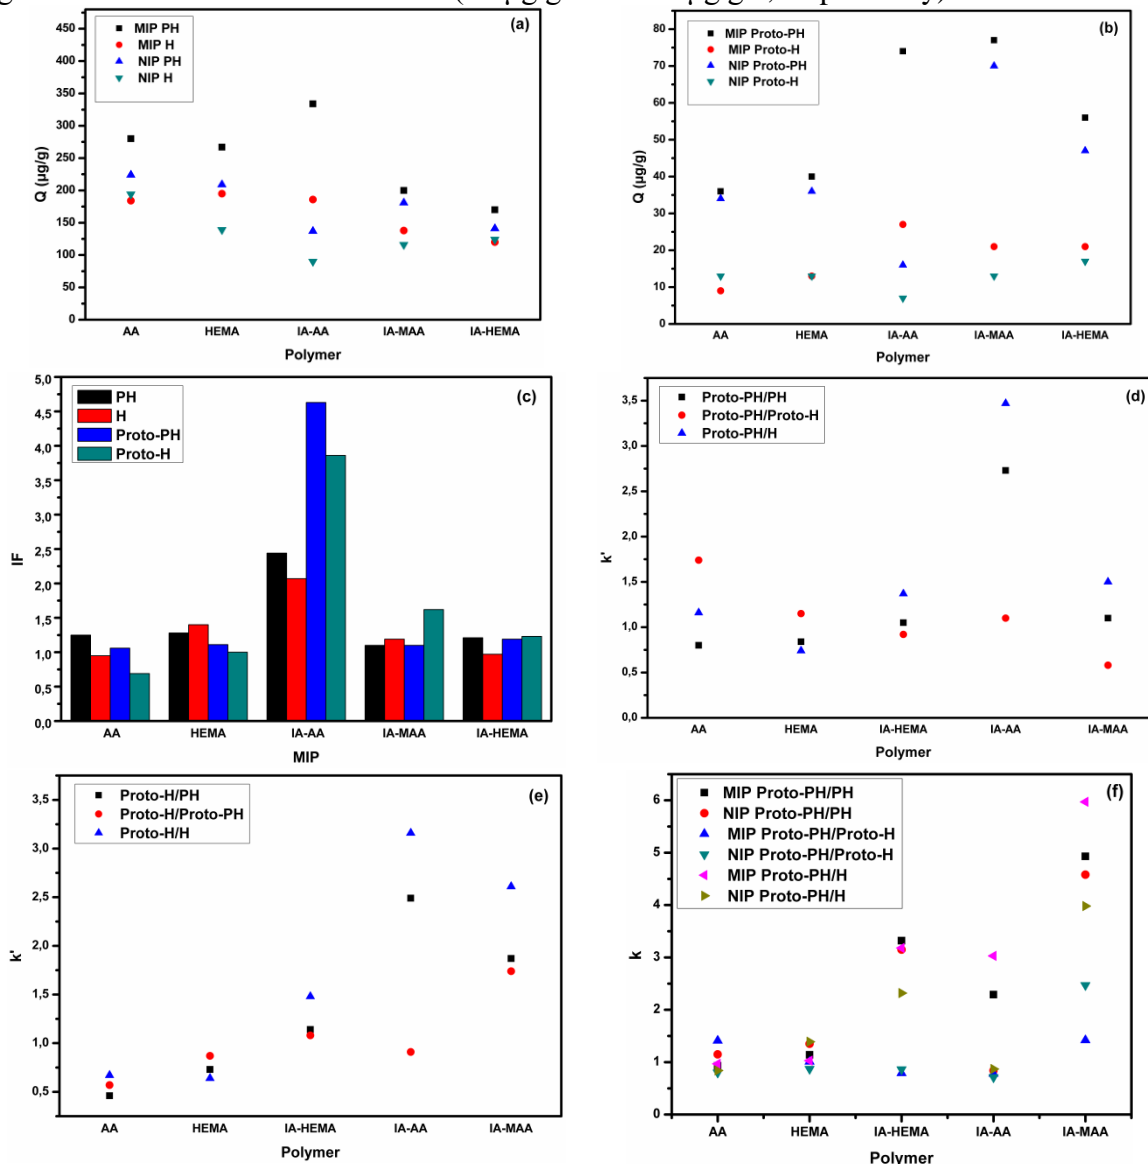 (a)
MIP PH
MIP H
NIP PH
NIP H
450
400
350
300
250
200
150
100
50
0
Q (µg/g)
AA HEMA IA-AA IA-MAA IA-HEMA
Polymer
(b)
MIP Proto-PH
MIP Proto-H
NIP Proto-PH
NIP Proto-H
80
70
60
50
40
30
20
10
0
Q (µg/g)
AA HEMA IA-AA IA-MAA IA-HEMA
Polymer
(c)
PH
H
Proto-PH
Proto-H
5,0
4,5
4,0
3,5
3,0
2,5
2,0
1,5
1,0
0,5
0,0
IF
AA HEMA IA-AA IA-MAA IA-HEMA
MIP
(d)
Proto-PH/PH
Proto-PH/Proto-H
Proto-PH/H
3,5
3,0
2,5
2,0
1,5
1,0
0,5
0,0
k'
AA HEMA IA-HEMA IA-AA IA-MAA
Polymer
(e)
Proto-H/PH
Proto-H/Proto-PH
Proto-H/H
3,5
3,0
2,5
2,0
1,5
1,0
0,5
k'
AA HEMA IA-HEMA IA-AA IA-MAA
Polymer
(f)
MIP Proto-PH/PH
NIP Proto-PH/PH
MIP Proto-PH/Proto-H
NIP Proto-PH/Proto-H
MIP Proto-PH/H
NIP Proto-PH/H
6
5
4
3
2
1
0
k
AA HEMA IA-HEMA IA-AA IA-MAA
Polymer